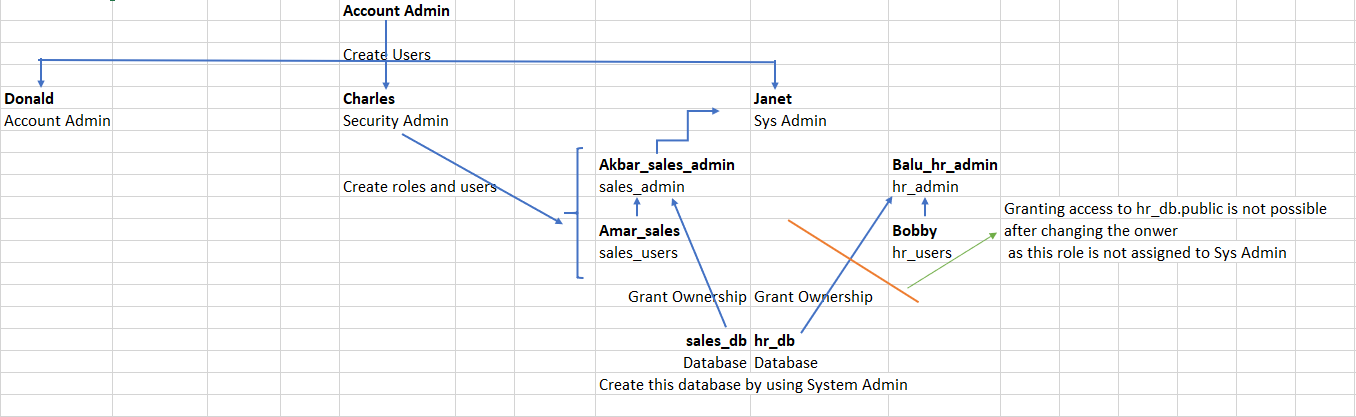 Account Admin
Create Users
Donald
Charles
Janet
Account Admin
Security Admin
Sys Admin
Akbar_sales_admin
Balu_hr_admin
Create roles and users
sales_admin
hr_admin
Granting access to hr_db.public is not possible
Amar_sales
Bobby
after changing the onwer
sales_users
hr_users
as this role is not assigned to Sys Admin
Grant Ownership
Grant Ownership
sales_db
hr_db
Database
Database
Create this database by using System Admin